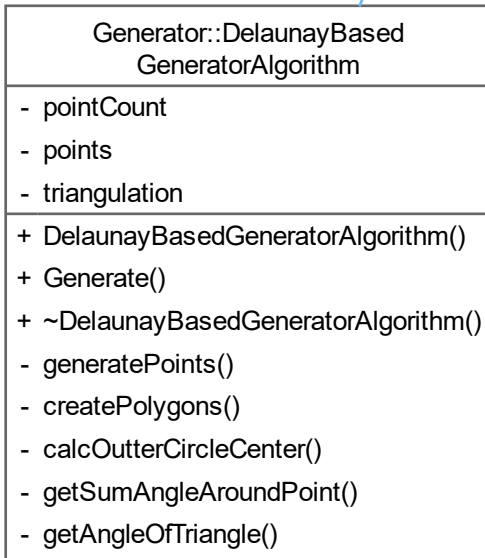 Generator::DelaunayBased
GeneratorAlgorithm
- pointCount
- points
- triangulation
+ DelaunayBasedGeneratorAlgorithm()
+ Generate()
+ ~DelaunayBasedGeneratorAlgorithm()
- generatePoints()
- createPolygons()
- calcOutterCircleCenter()
- getSumAngleAroundPoint()
- getAngleOfTriangle()